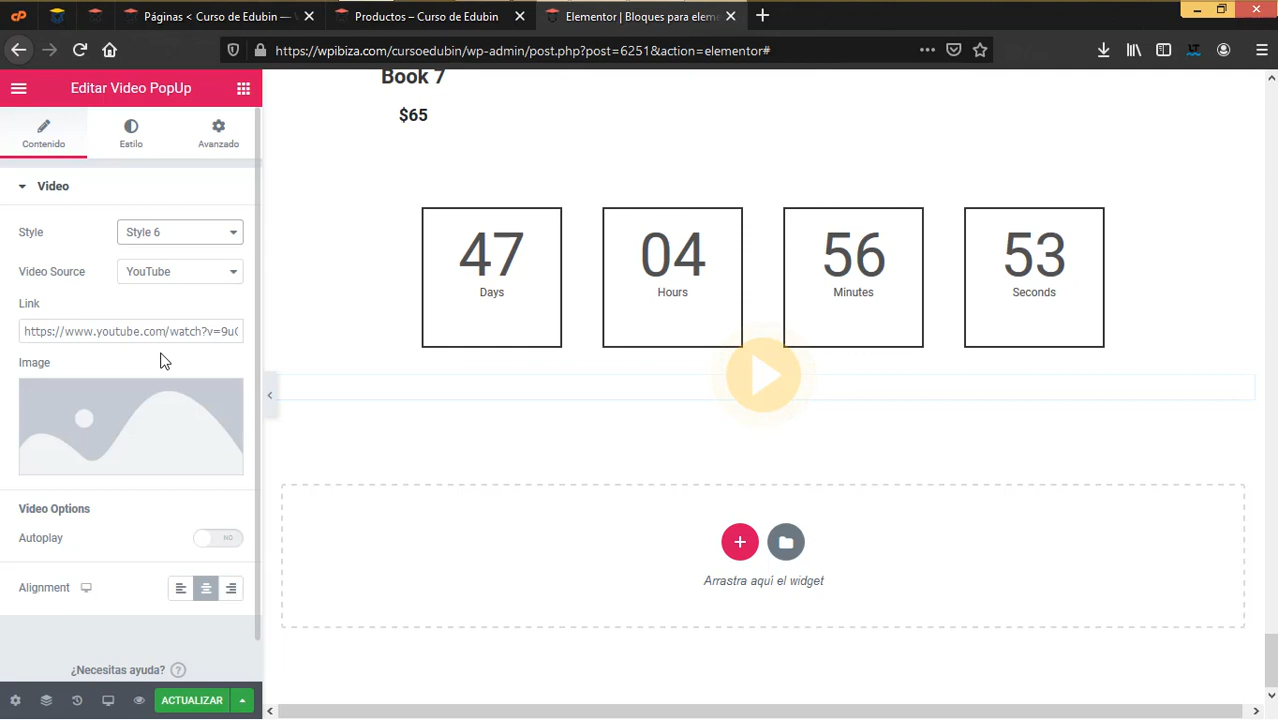 Páginas < Curso de Edubin —
Productos – Curso de Edubin
Elementor | Bloques para eleme
https://wpibiza.com/cursoedubin/wp-admin/post.php?post=6251&action=elementor#
Editar Video PopUp
Contenido
Estilo
Avanzado
Video
Style
Style 6
Video Source
YouTube
Link
https://www.youtube.com/watch?v=9u
Image
Video Options
Autoplay
NO
Alignment
¿Necesitas ayuda?
ACTUALIZAR
Book 7
$65
47
04
56
53
Days
Hours
Minutes
Seconds
Arrastra aquí el widget